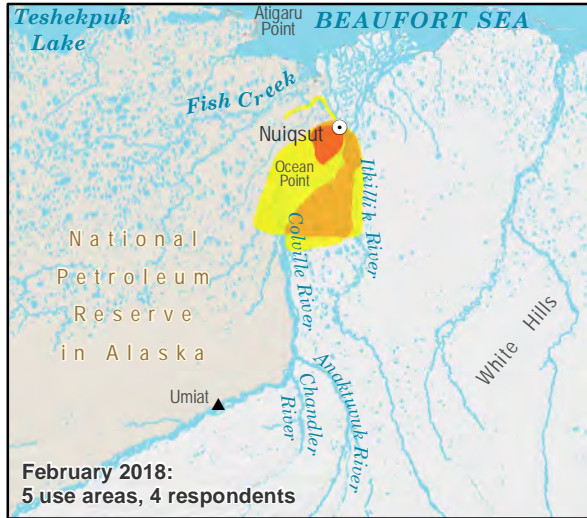 Teshekpuk
Lake
Atigaru
Point
BEAUFORT SEA
Fish Creek
Nuiqsut
Ocean
Point
Itkillik River
Colville River
National
Petroleum
Reserve
in Alaska
White Hills
Umiat
Chandler
River
Anaktuvuk River
February 2018:
5 use areas, 4 respondents